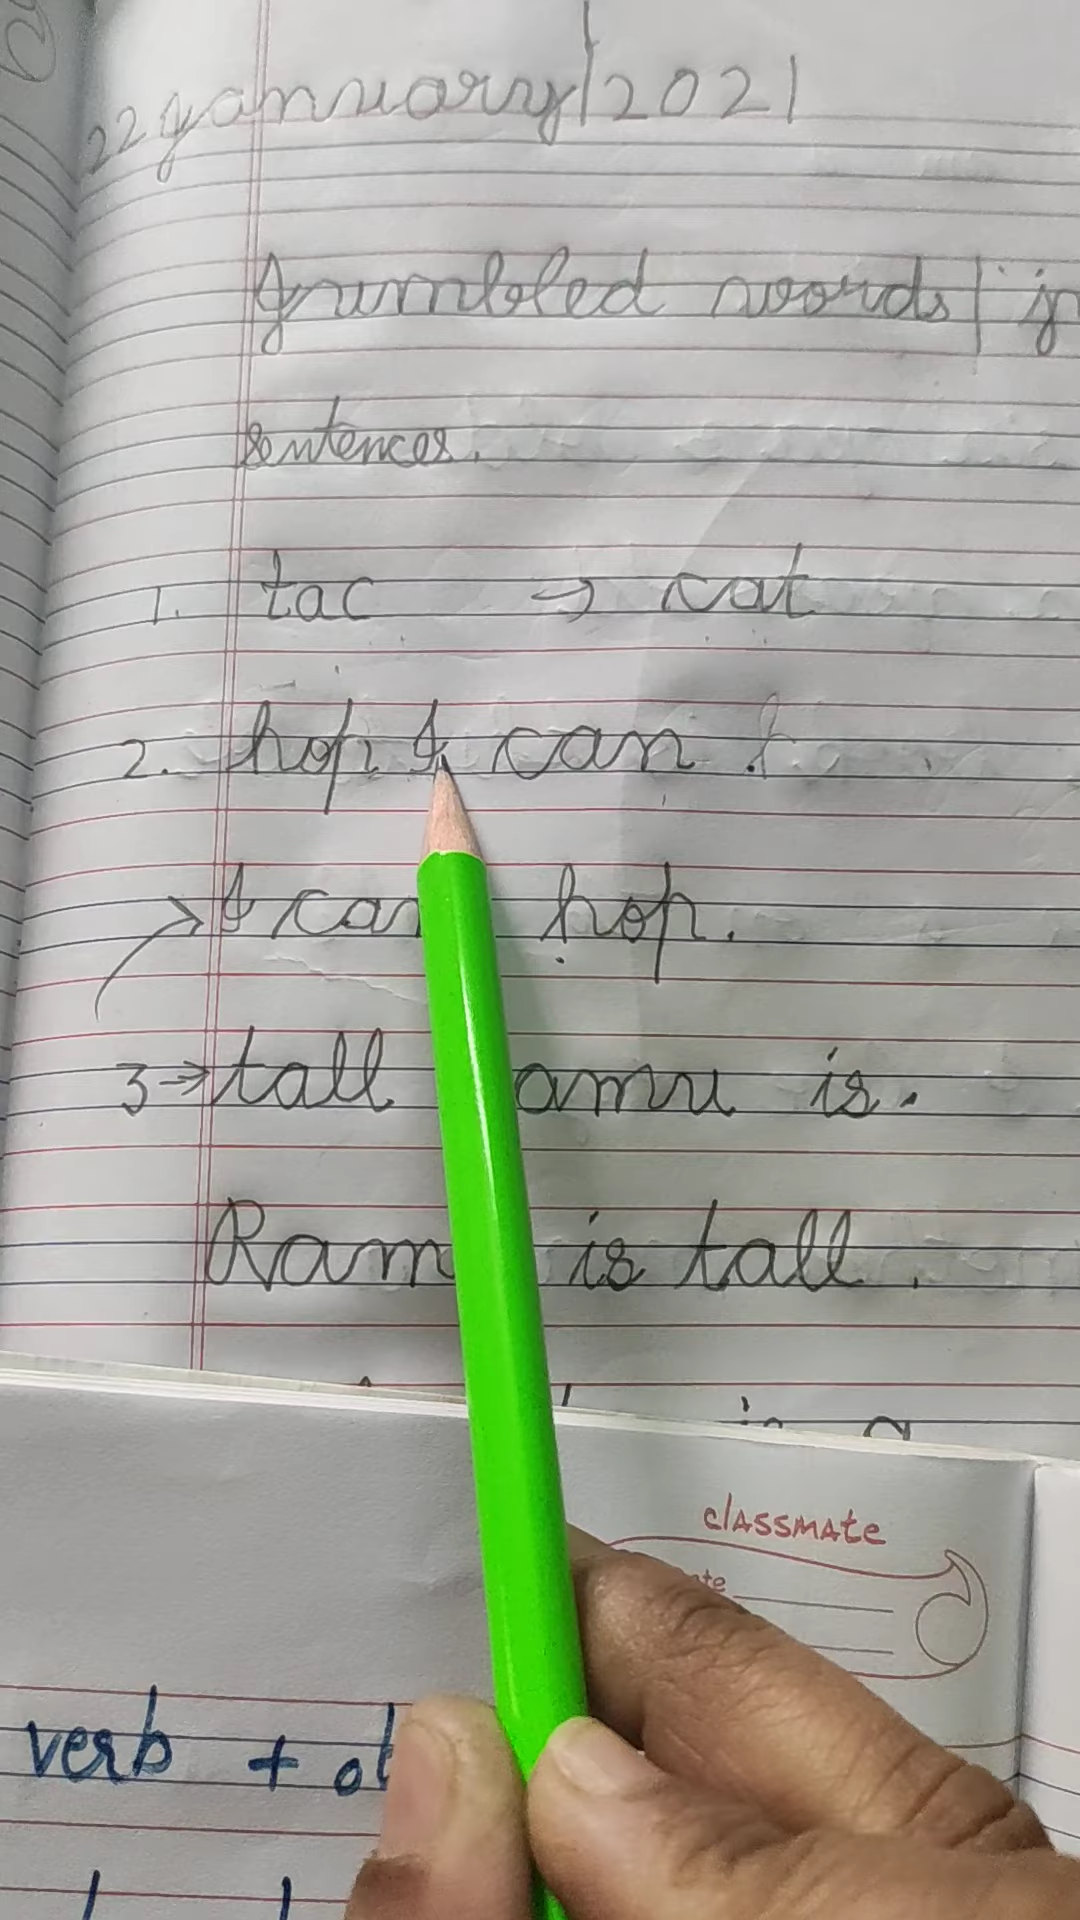 22 january/2021
Jumbled words | in
sentences.
1. tac → cat
2. hop I can .
→ I can hop.
3 → tall amu is.
Ram is tall.
classmate
verb +